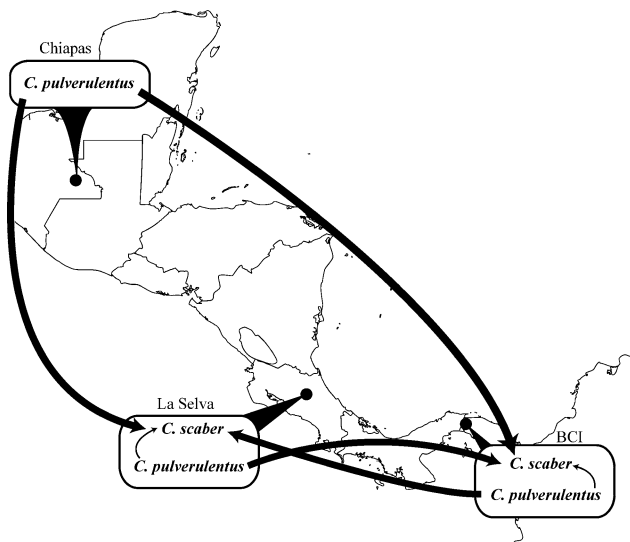 Chiapas
C. pulverulentus
La Selva
C. scaber
C. pulverulentus
BCI
C. scaber
C. pulverulentus